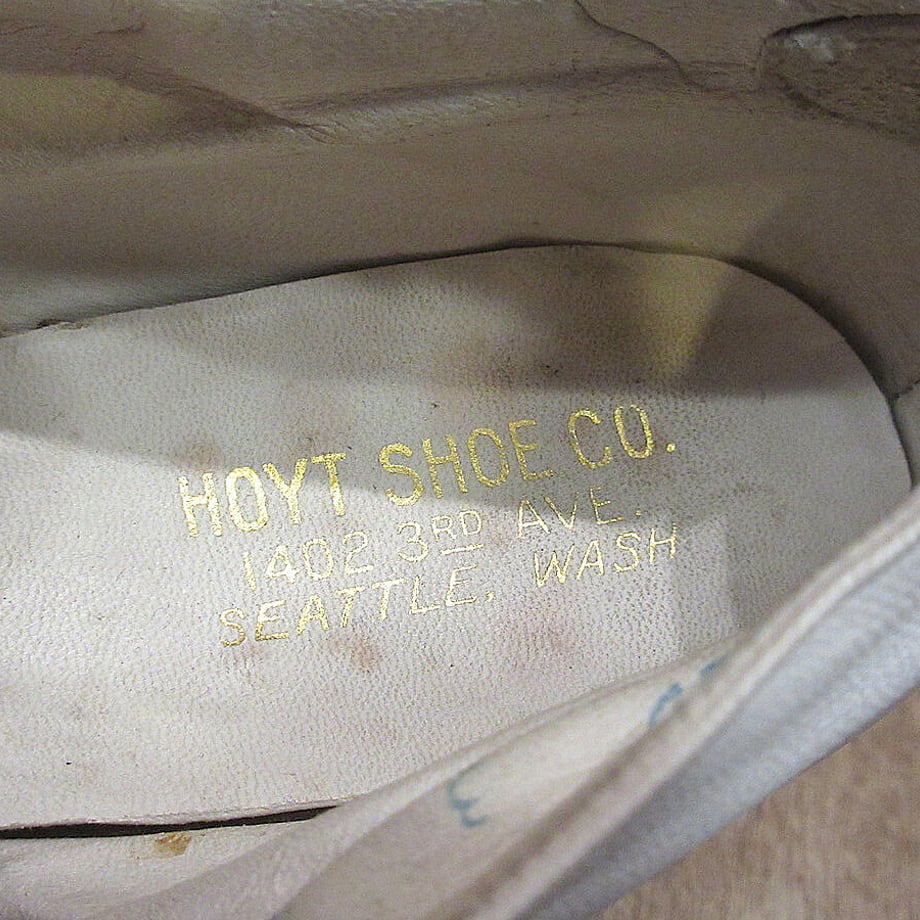 HOYT SHOE CO.
1402 3RD AVE.
SEATTLE, WASH